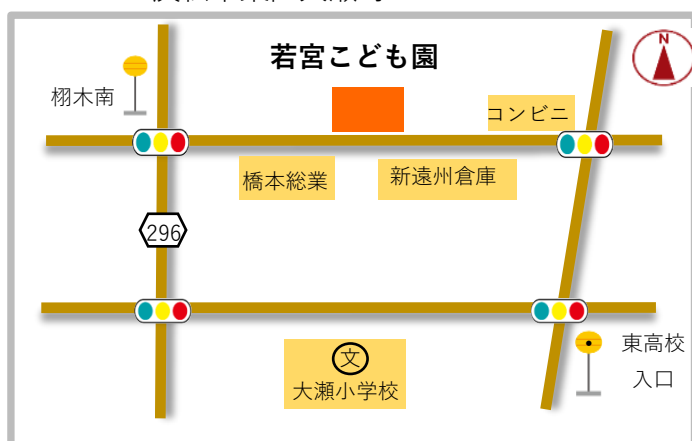 若宮こども園
N
栩木南
コンビニ
橋本総業
新遠州倉庫
296
文
大瀬小学校
東高校
入口